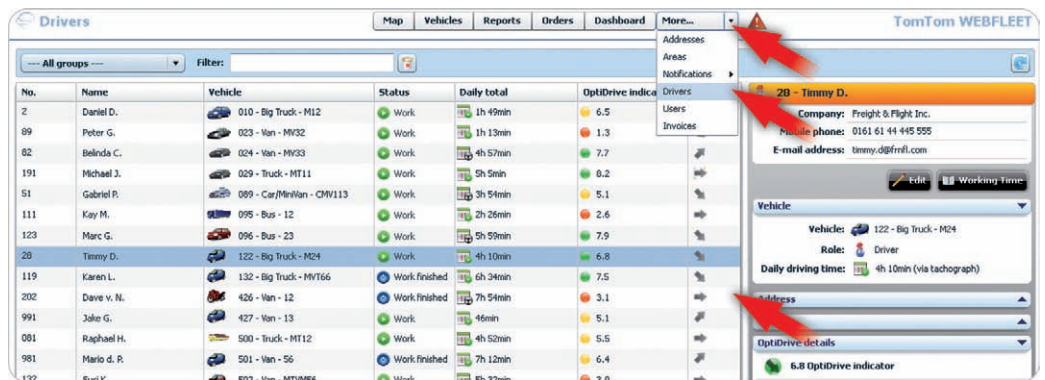 Drivers
Map Vehicles Reports Orders Dashboard More...
TomTom WEBFLEET
Addresses
Areas
Notifications
Drivers
Users
Invoices
--- All groups --- Filter:
No. Name Vehicle Status Daily total OptiDrive indica
2 Daniel D. 010 - Big Truck - M12 Work 1h 49min 6.5
89 Peter G. 023 - Van - MV32 Work 1h 13min 1.3
82 Belinda C. 024 - Van - MV33 Work 4h 57min 7.7
191 Michael J. 029 - Truck - MT11 Work 5h 5min 8.2
51 Gabriel P. 089 - Car/MiniVan - CMV113 Work 3h 54min 5.1
111 Kay M. 095 - Bus - 12 Work 2h 26min 2.6
123 Marc G. 096 - Bus - 23 Work 5h 59min 7.9
28 Timmy D. 122 - Big Truck - M24 Work 4h 10min 6.8
119 Karen L. 132 - Big Truck - MVT66 Work finished 6h 34min 7.5
202 Dave v. N. 426 - Van - 12 Work finished 7h 54min 3.1
991 Jake G. 427 - Van - 13 Work 46min 5.1
081 Raphael H. 500 - Truck - MT12 Work 4h 52min 5.5
981 Mario d. P. 501 - Van - 56 Work finished 7h 12min 6.4
132 Work 5h 32min
28 - Timmy D.
Company: Freight & Flight Inc.
Mobile phone: 0161 61 44 445 555
E-mail address: timmy.d@frnfl.com
Edit Working Time
Vehicle
Vehicle: 122 - Big Truck - M24
Role: Driver
Daily driving time: 4h 10min (via tachograph)
Address
OptiDrive details
6.8 OptiDrive indicator